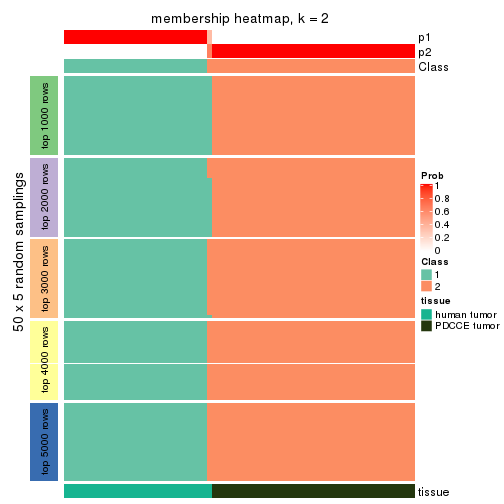 membership heatmap, k = 2
p1
p2
Class
50 x 5 random samplings
top 1000 rows
top 2000 rows
top 3000 rows
top 4000 rows
top 5000 rows
Prob
1
0.8
0.6
0.4
0.2
0
Class
1
2
tissue
human tumor
PDCCE tumor
tissue